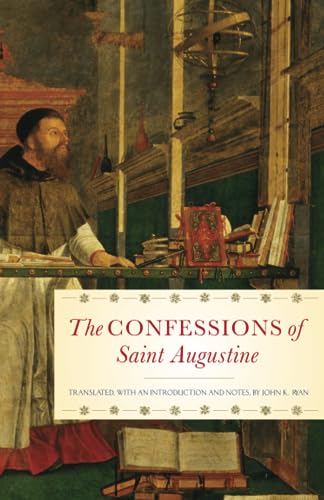 The CONFESSIONS of
Saint Augustine
TRANSLATED, WITH AN INTRODUCTION AND NOTES, BY JOHN K. RYAN